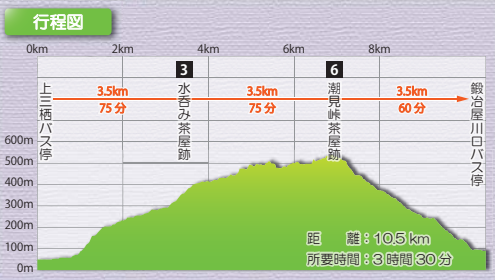 行程図
0km 2km 4km 6km 8km
3 6
上三栖バス停
3.5km
75分
水呑み茶屋跡
3.5km
75分
潮見峠茶屋跡
3.5km
60分
鍛冶屋川口バス停
600m
500m
400m
300m
200m
100m
0m
距　離：10.5km
所要時間：3時間30分